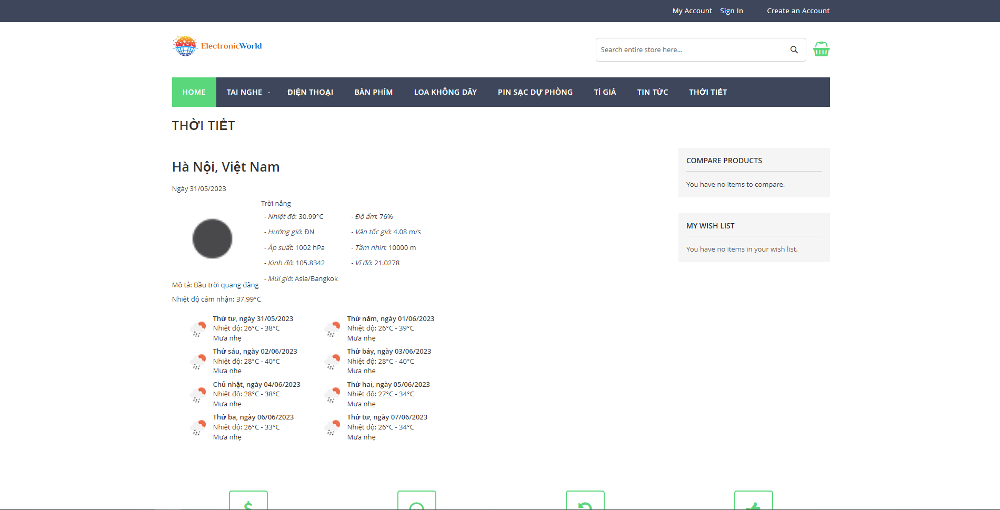 My Account Sign In Create an Account
ElectronicWorld
Search entire store here...
HOME TAI NGHE ĐIỆN THOẠI BÀN PHÍM LOA KHÔNG DÂY PIN SẠC DỰ PHÒNG TỈ GIÁ TIN TỨC THỜI TIẾT
THỜI TIẾT
Hà Nội, Việt Nam
Ngày 31/05/2023
Trời nắng
- Nhiệt độ: 30.99°C - Độ ẩm: 76%
- Hướng gió: ĐN - Vận tốc gió: 4.08 m/s
- Áp suất: 1002 hPa - Tầm nhìn: 10000 m
- Kinh độ: 105.8342 - Vĩ độ: 21.0278
- Múi giờ: Asia/Bangkok
Mô tả: Bầu trời quang đãng
Nhiệt độ cảm nhận: 37.99°C
Thứ tư, ngày 31/05/2023
Nhiệt độ: 26°C - 38°C
Mưa nhẹ
Thứ năm, ngày 01/06/2023
Nhiệt độ: 26°C - 39°C
Mưa nhẹ
Thứ sáu, ngày 02/06/2023
Nhiệt độ: 28°C - 40°C
Mưa nhẹ
Thứ bảy, ngày 03/06/2023
Nhiệt độ: 28°C - 40°C
Mưa nhẹ
Chủ nhật, ngày 04/06/2023
Nhiệt độ: 28°C - 38°C
Mưa nhẹ
Thứ hai, ngày 05/06/2023
Nhiệt độ: 27°C - 34°C
Mưa nhẹ
Thứ ba, ngày 06/06/2023
Nhiệt độ: 26°C - 33°C
Mưa nhẹ
Thứ tư, ngày 07/06/2023
Nhiệt độ: 26°C - 34°C
Mưa nhẹ
COMPARE PRODUCTS
You have no items to compare.
MY WISH LIST
You have no items in your wish list.